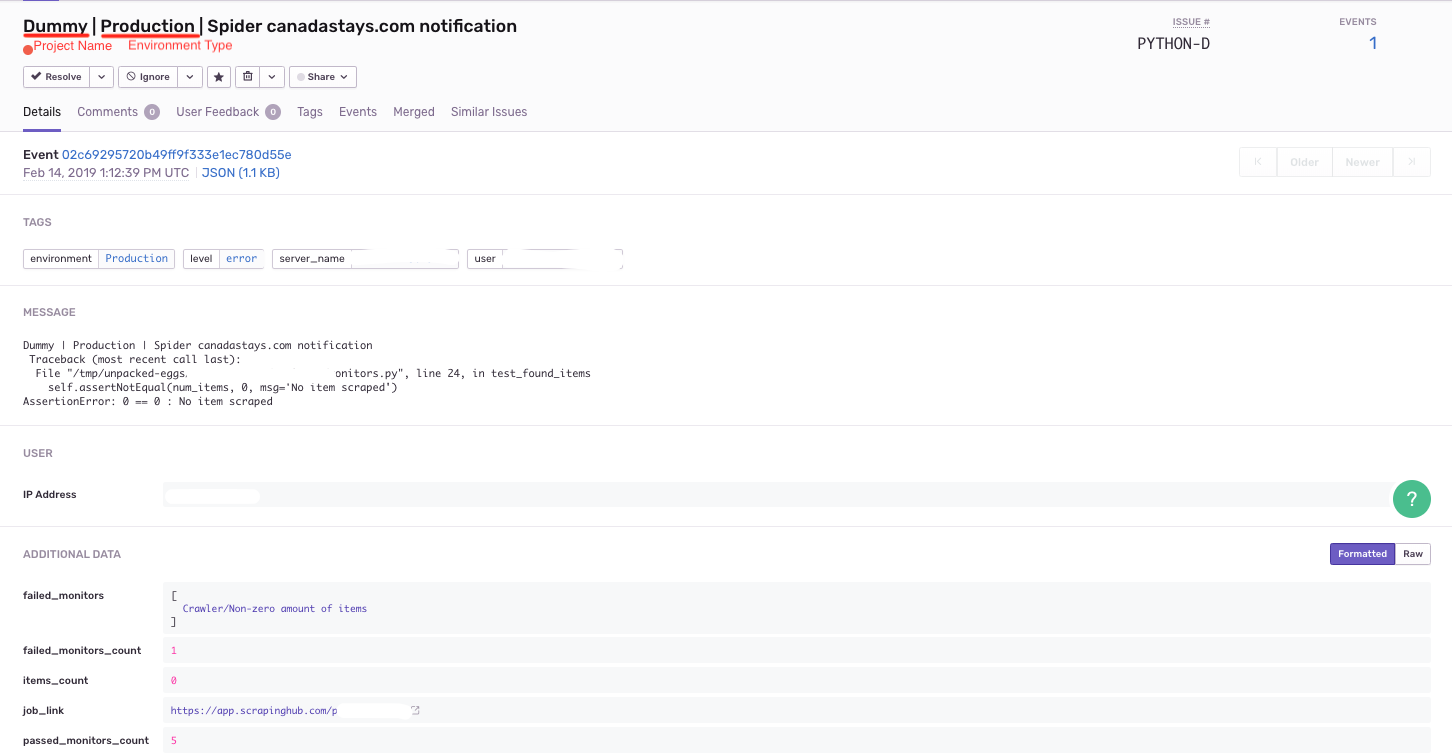 Dummy | Production | Spider canadastays.com notification
Project Name Environment Type
ISSUE #
PYTHON-D
EVENTS
1
Resolve Ignore Share
Details Comments 0 User Feedback 0 Tags Events Merged Similar Issues
Event 02c69295720b49ff9f333e1ec780d55e
Feb 14, 2019 1:12:39 PM UTC | JSON (1.1 KB)
Older Newer
TAGS
environment Production level error server_name user
MESSAGE
Dummy | Production | Spider canadastays.com notification
Traceback (most recent call last):
File "/tmp/unpacked-eggs. onitors.py", line 24, in test_found_items
self.assertNotEqual(num_items, 0, msg='No item scraped')
AssertionError: 0 == 0 : No item scraped
USER
IP Address
?
ADDITIONAL DATA
Formatted Raw
failed_monitors
[
Crawler/Non-zero amount of items
]
failed_monitors_count 1
items_count 0
job_link https://app.scrapinghub.com/p
passed_monitors_count 5